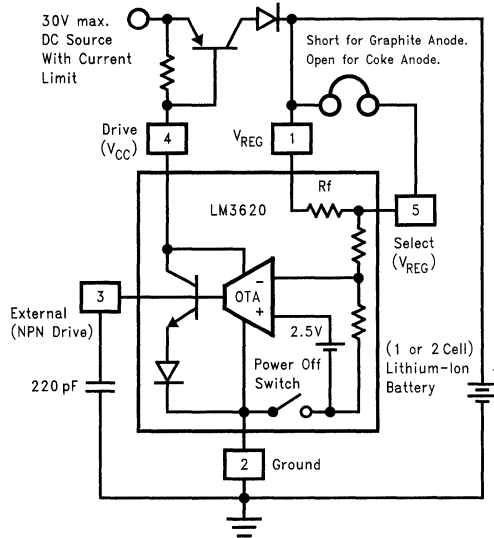 30V max.
DC Source
With Current
Limit
Short for Graphite Anode.
Open for Coke Anode.
Drive
(VCC)
4
VREG
1
Rf
LM3620
5
Select
(VREG)
3
External
(NPN Drive)
OTA
−
+
2.5V
220 pF
Power Off
Switch
(1 or 2 Cell)
Lithium-Ion
Battery
2
Ground